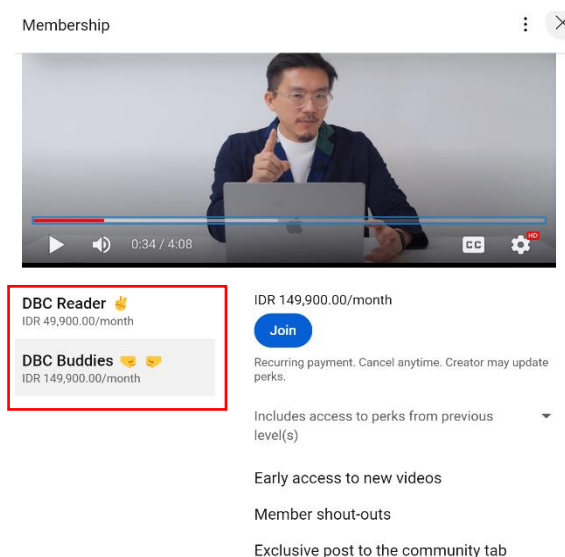 Membership
HD
0:34 / 4:08
CC
DBC Reader ✌️
IDR 49,900.00/month
DBC Buddies 🤜 🤛
IDR 149,900.00/month
IDR 149,900.00/month
Join
Recurring payment. Cancel anytime. Creator may update
perks.
Includes access to perks from previous
level(s)
Early access to new videos
Member shout-outs
Exclusive post to the community tab